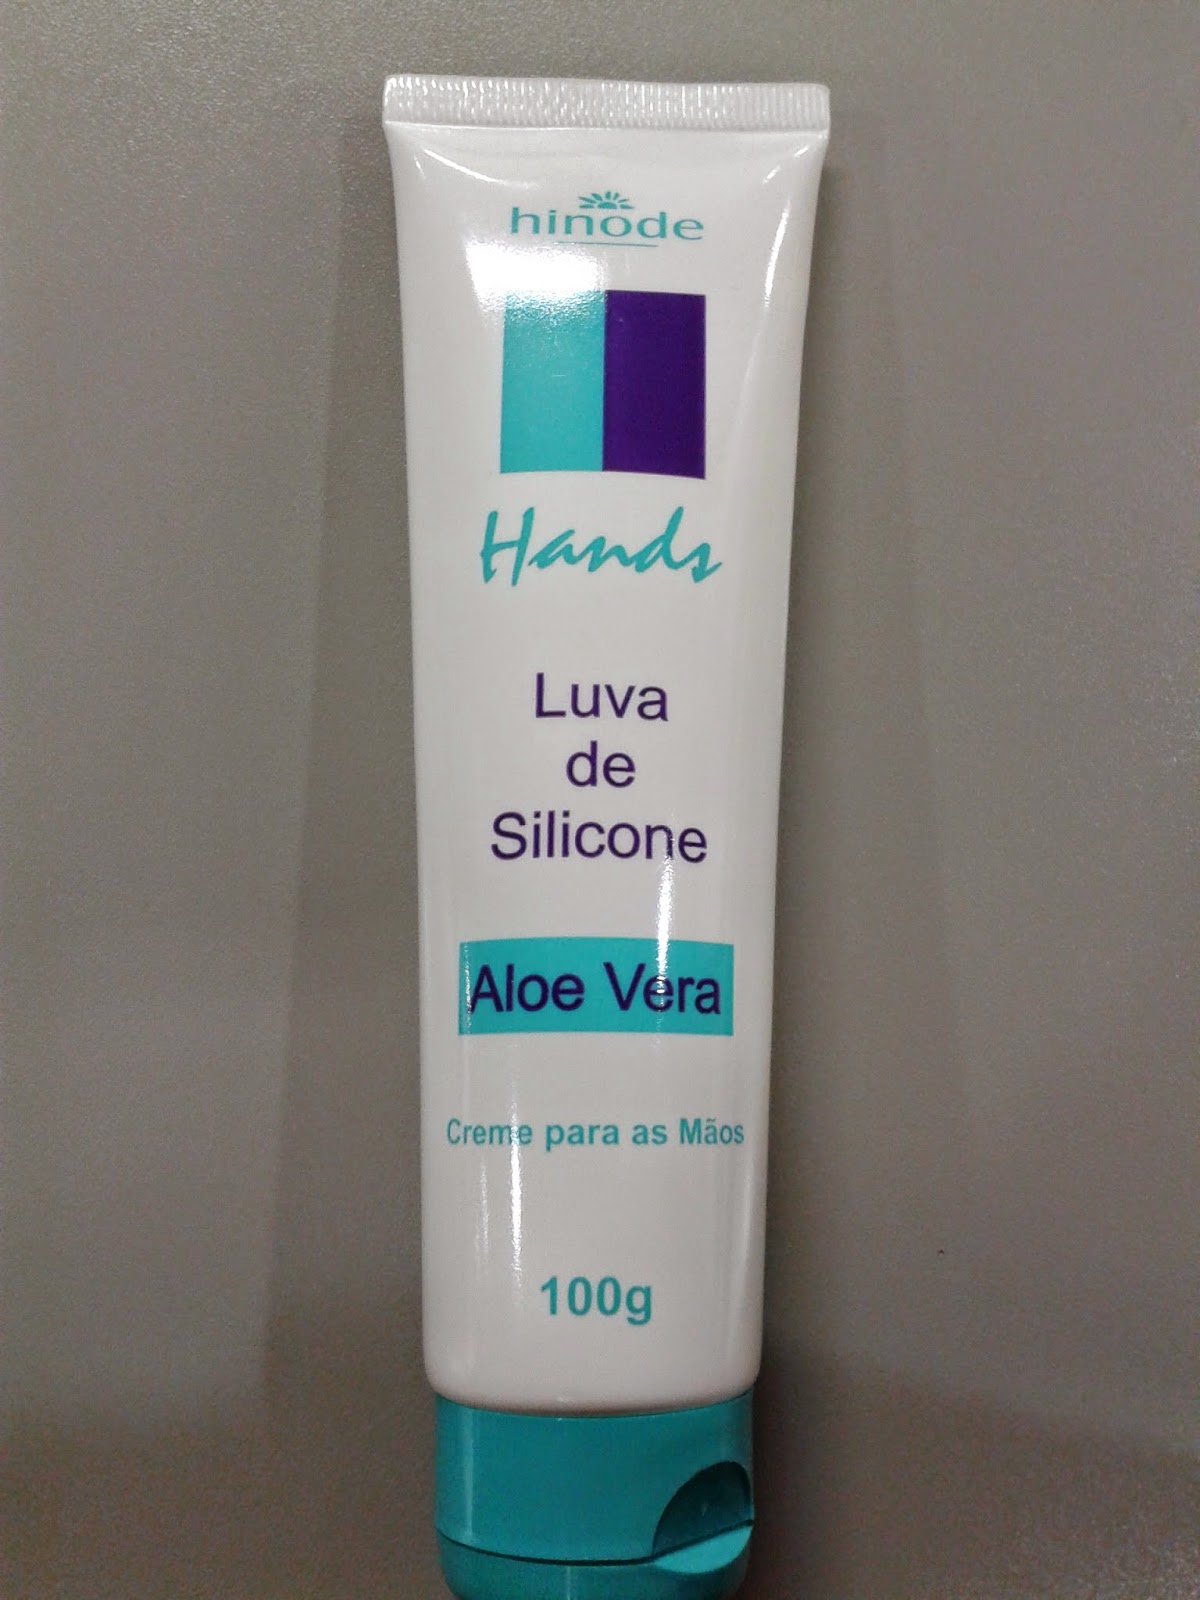 hinode
Hands
Luva
de
Silicone
Aloe Vera
Creme para as Mãos
100g